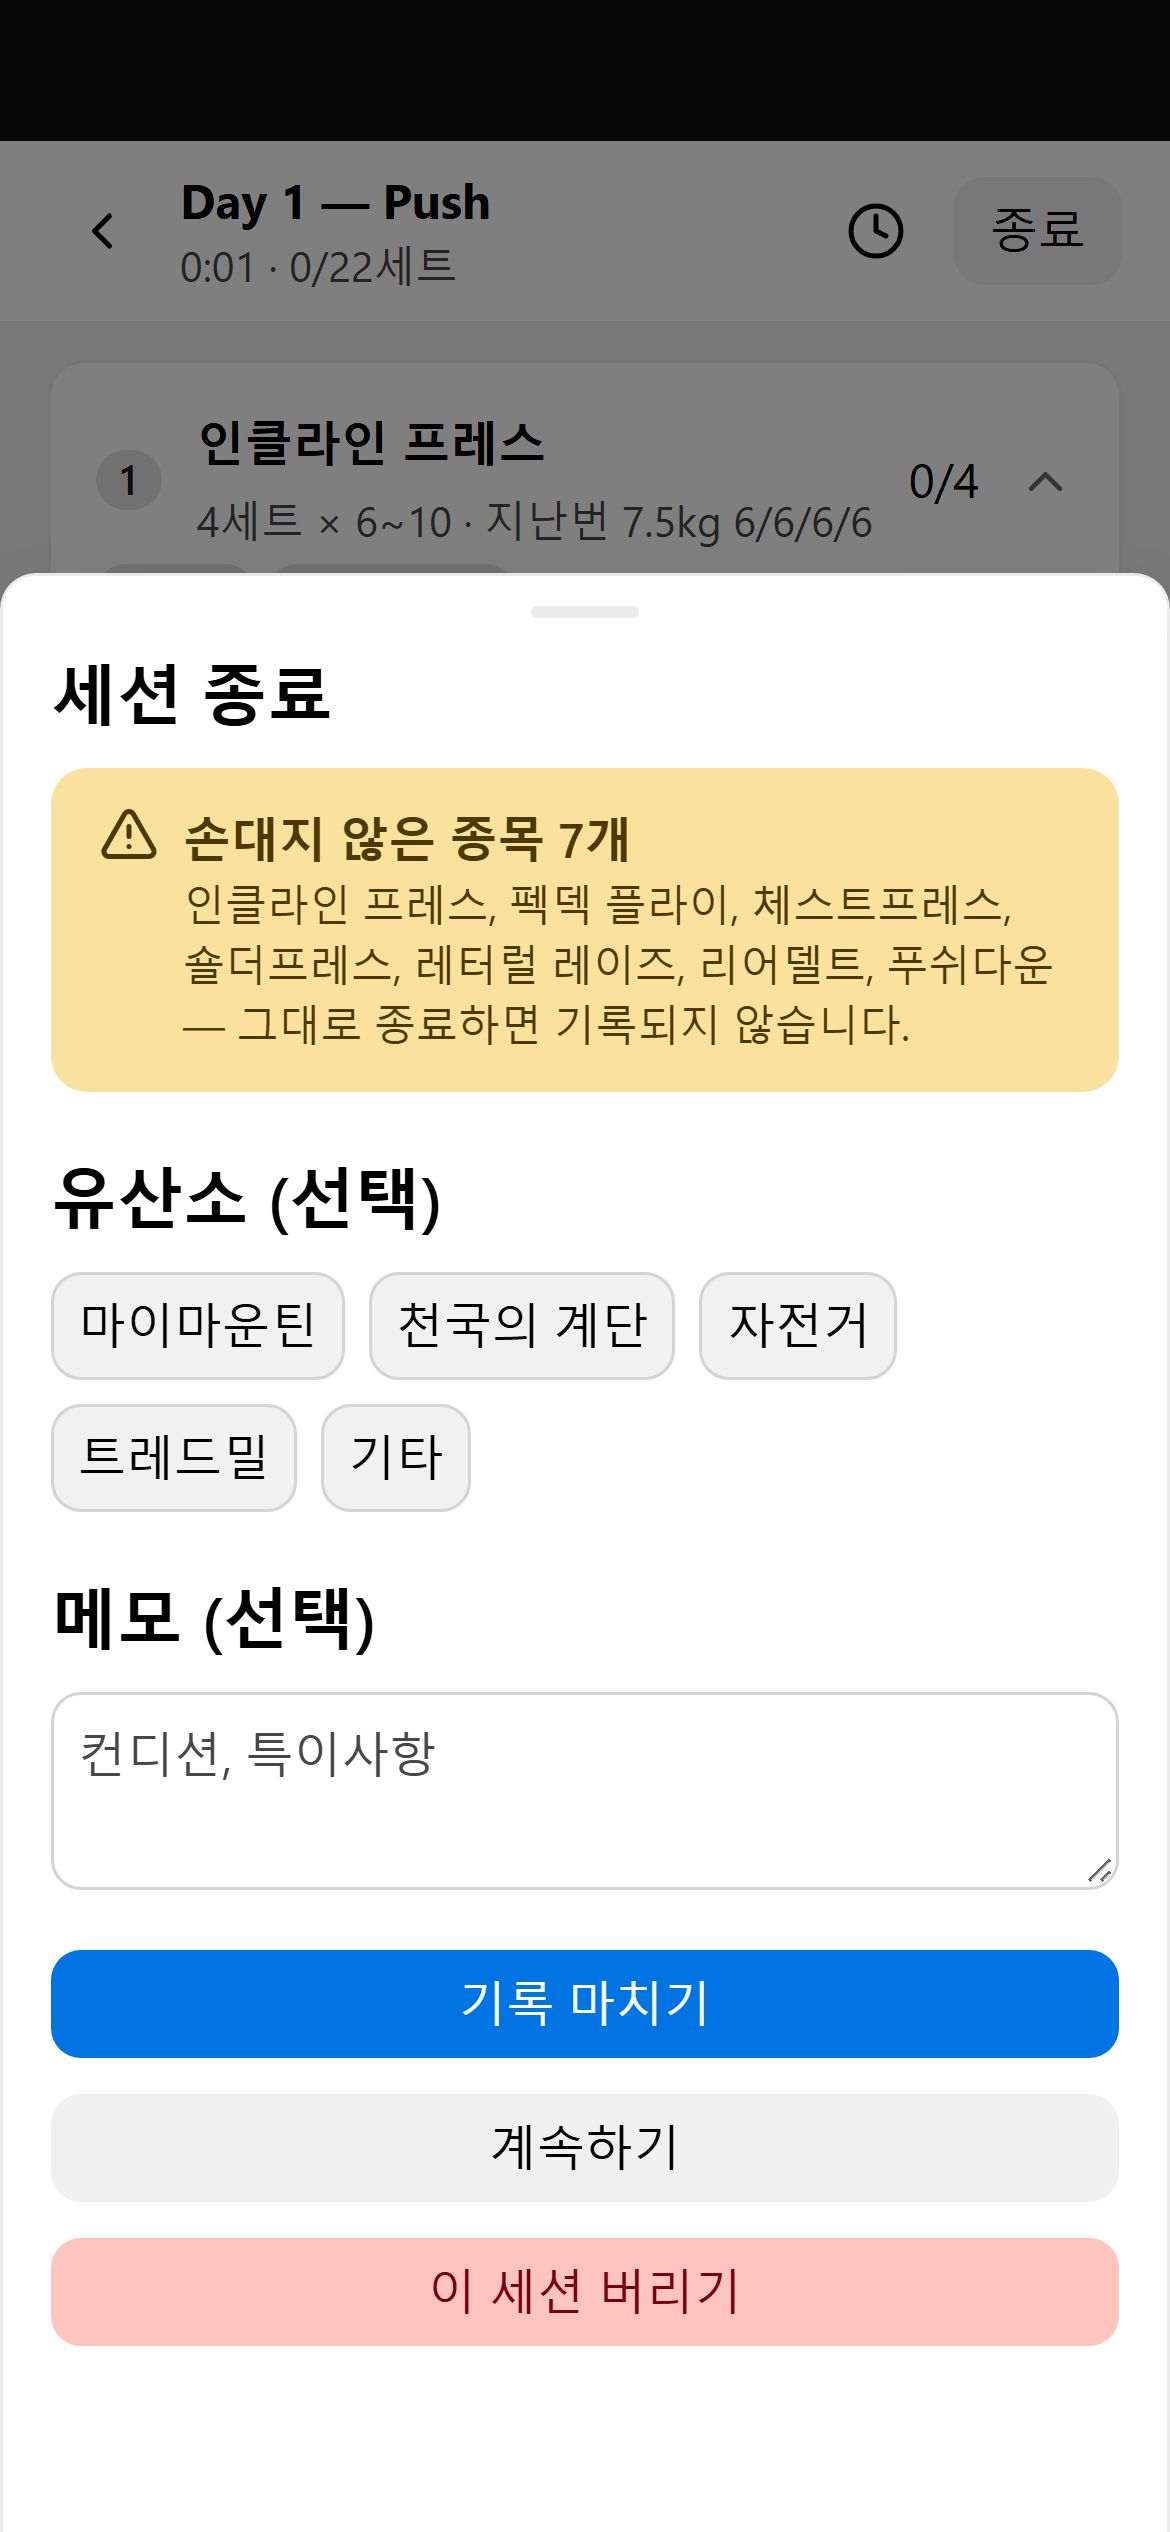 Day 1 — Push
0:01 · 0/22세트
종료
1
인클라인 프레스
4세트 × 6~10 · 지난번 7.5kg 6/6/6/6
0/4
세션 종료
손대지 않은 종목 7개
인클라인 프레스, 펙덱 플라이, 체스트프레스,
숄더프레스, 레터럴 레이즈, 리어델트, 푸쉬다운
— 그대로 종료하면 기록되지 않습니다.
유산소 (선택)
마이마운틴
천국의 계단
자전거
트레드밀
기타
메모 (선택)
컨디션, 특이사항
기록 마치기
계속하기
이 세션 버리기